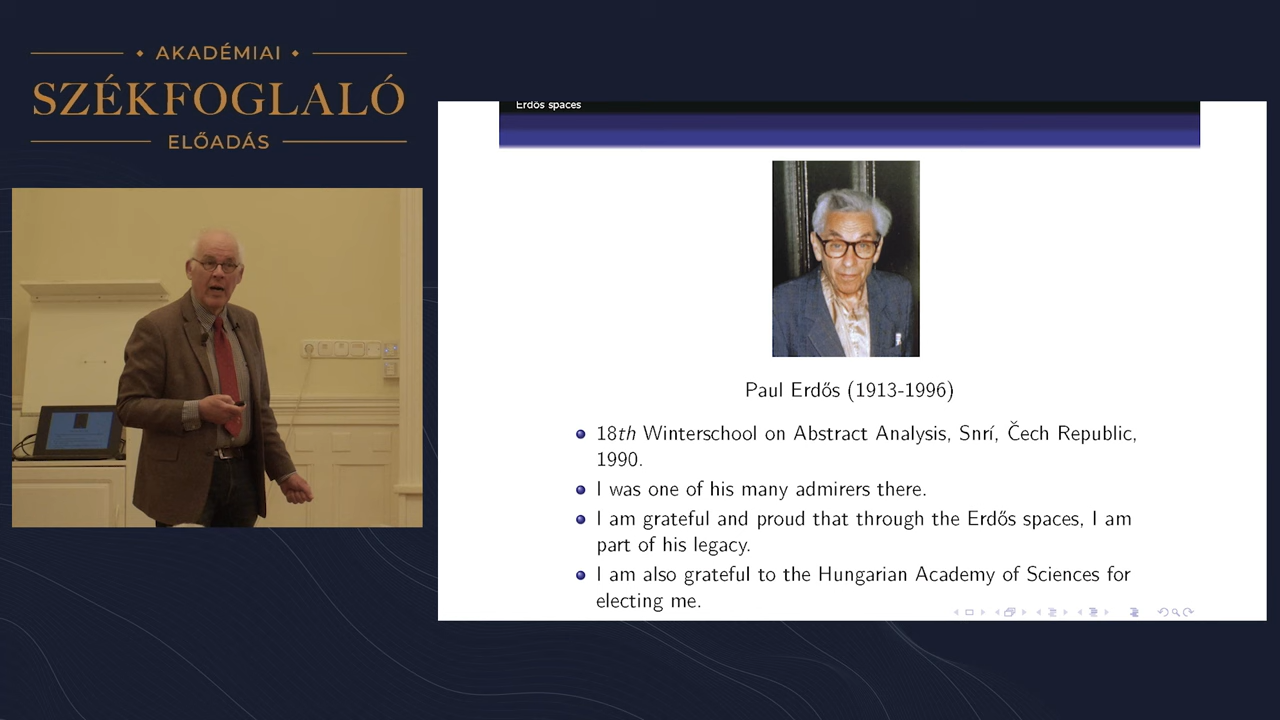 AKADÉMIAI
SZÉKFOGLALÓ
ELŐADÁS
Erdős spaces
Paul Erdős (1913-1996)
18th Winterschool on Abstract Analysis, Snrí, Čech Republic,
1990.
I was one of his many admirers there.
I am grateful and proud that through the Erdős spaces, I am
part of his legacy.
I am also grateful to the Hungarian Academy of Sciences for
electing me.